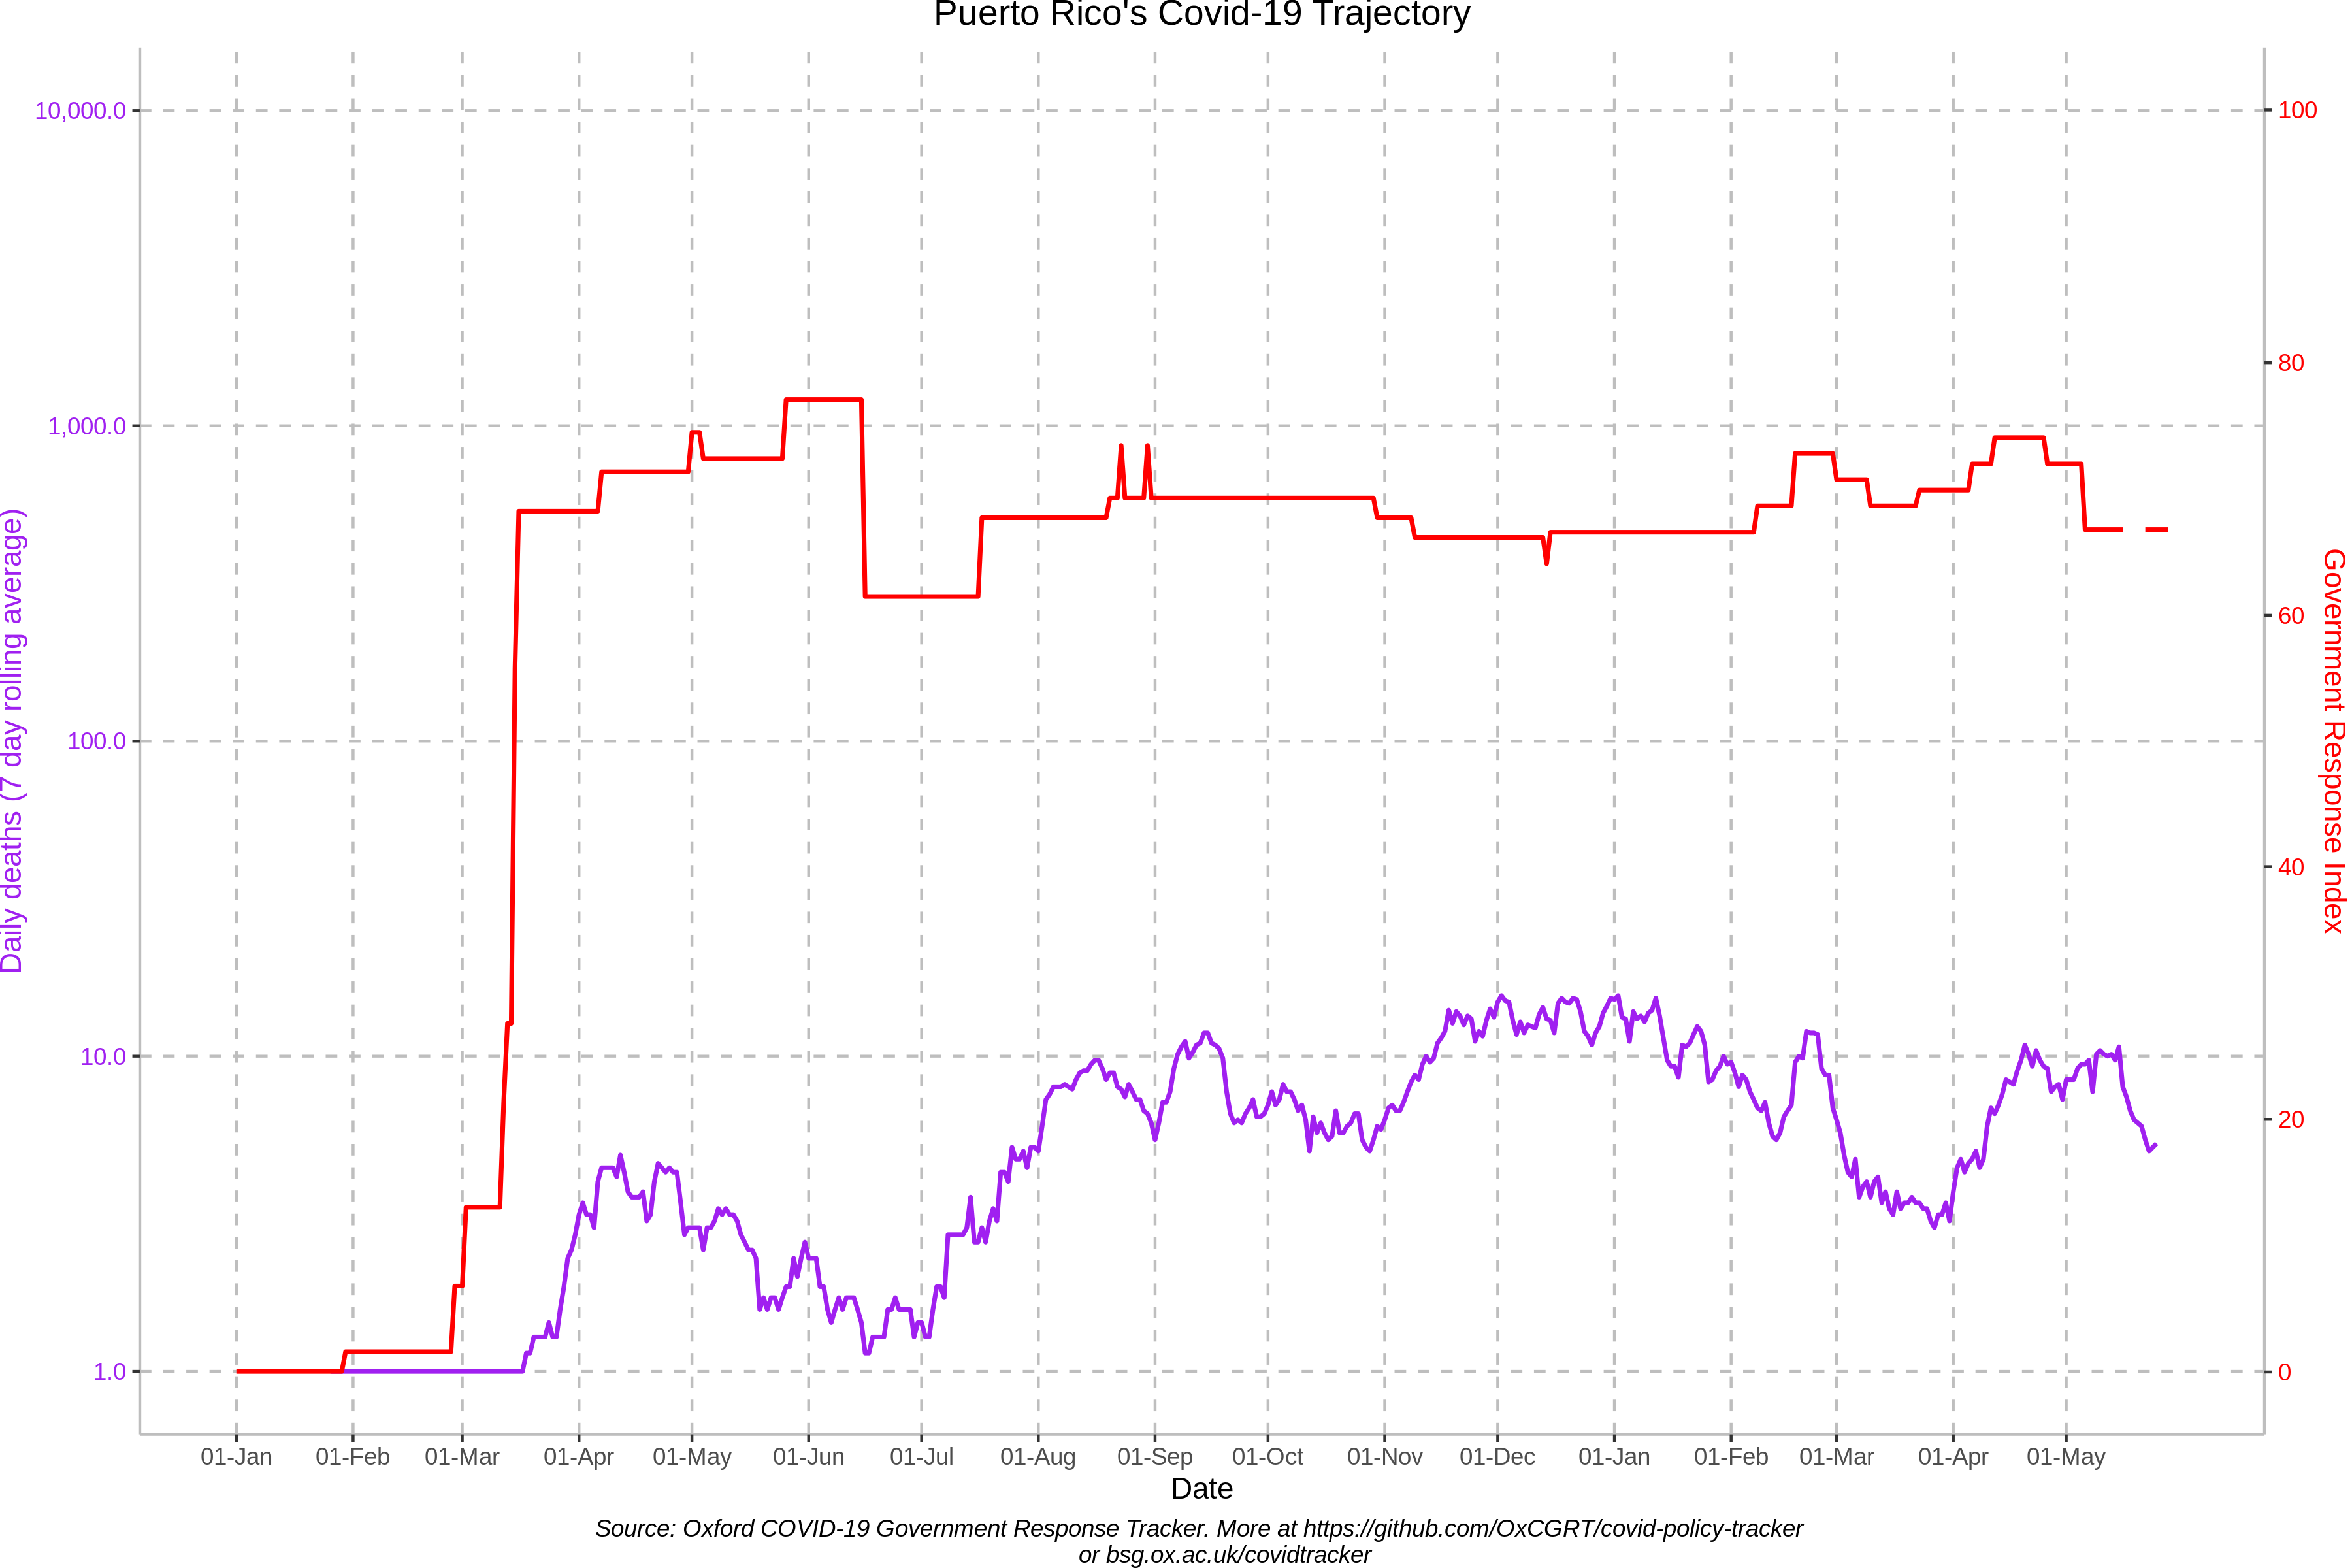 Puerto Rico's Covid-19 Trajectory
10,000.0
1,000.0
100.0
10.0
1.0
Daily deaths (7 day rolling average)
100
80
60
40
20
0
Government Response Index
01-Jan 01-Feb 01-Mar 01-Apr 01-May 01-Jun 01-Jul 01-Aug 01-Sep 01-Oct 01-Nov 01-Dec 01-Jan 01-Feb 01-Mar 01-Apr 01-May
Date
Source: Oxford COVID-19 Government Response Tracker. More at https://github.com/OxCGRT/covid-policy-tracker
or bsg.ox.ac.uk/covidtracker